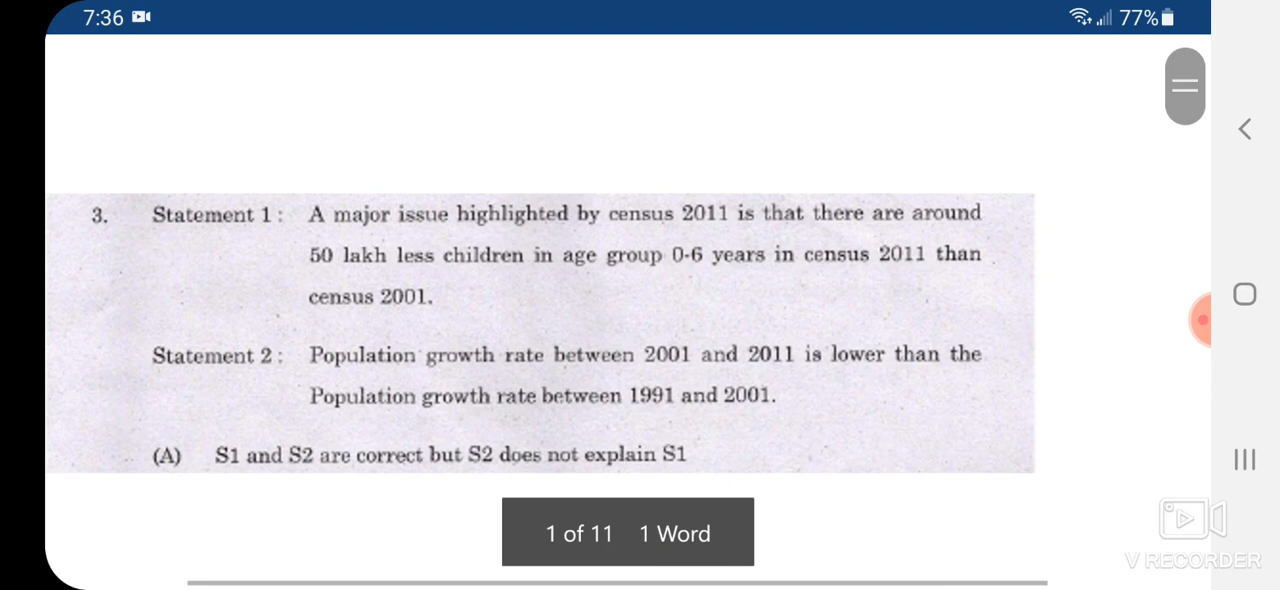 7:36 77%
3. Statement 1 : A major issue highlighted by census 2011 is that there are around
50 lakh less children in age group 0-6 years in census 2011 than
census 2001.
Statement 2 : Population growth rate between 2001 and 2011 is lower than the
Population growth rate between 1991 and 2001.
(A) S1 and S2 are correct but S2 does not explain S1
1 of 11 1 Word
V RECORDER